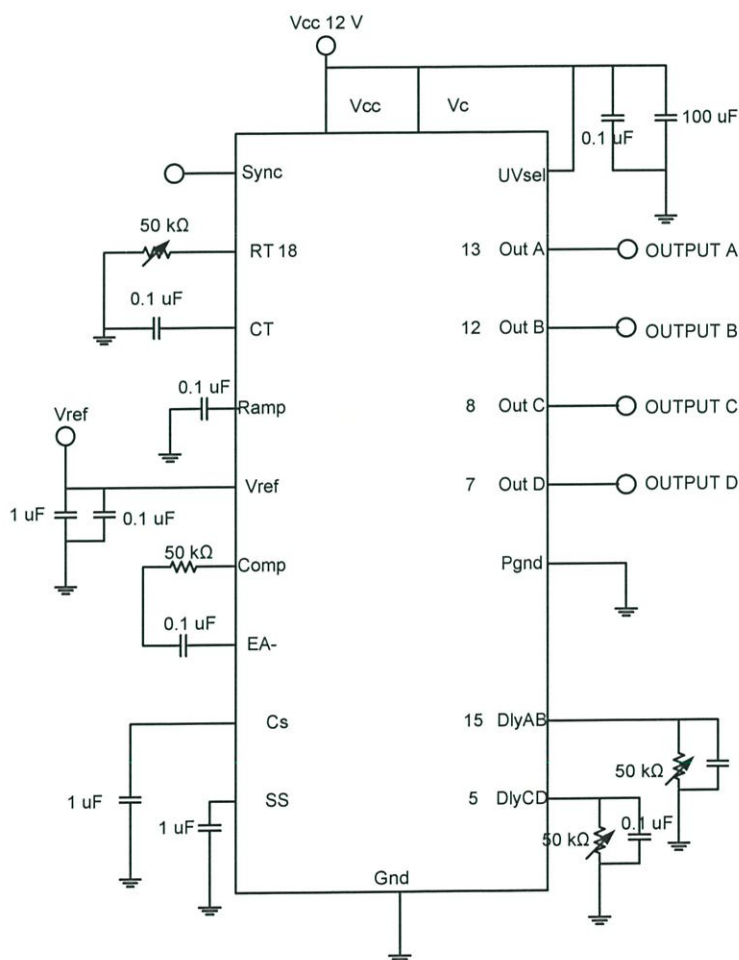 Vcc 12 V
Vcc Vc
0.1 uF 100 uF
Sync UVsel
50 kΩ
RT 18 13 Out A OUTPUT A
0.1 uF
CT 12 Out B OUTPUT B
0.1 uF
Ramp 8 Out C OUTPUT C
Vref
Vref 7 Out D OUTPUT D
1 uF 0.1 uF
50 kΩ
Comp Pgnd
0.1 uF
EA-
Cs 15 DlyAB
50 kΩ
1 uF SS 5 DlyCD
1 uF 50 kΩ 0.1 uF
Gnd